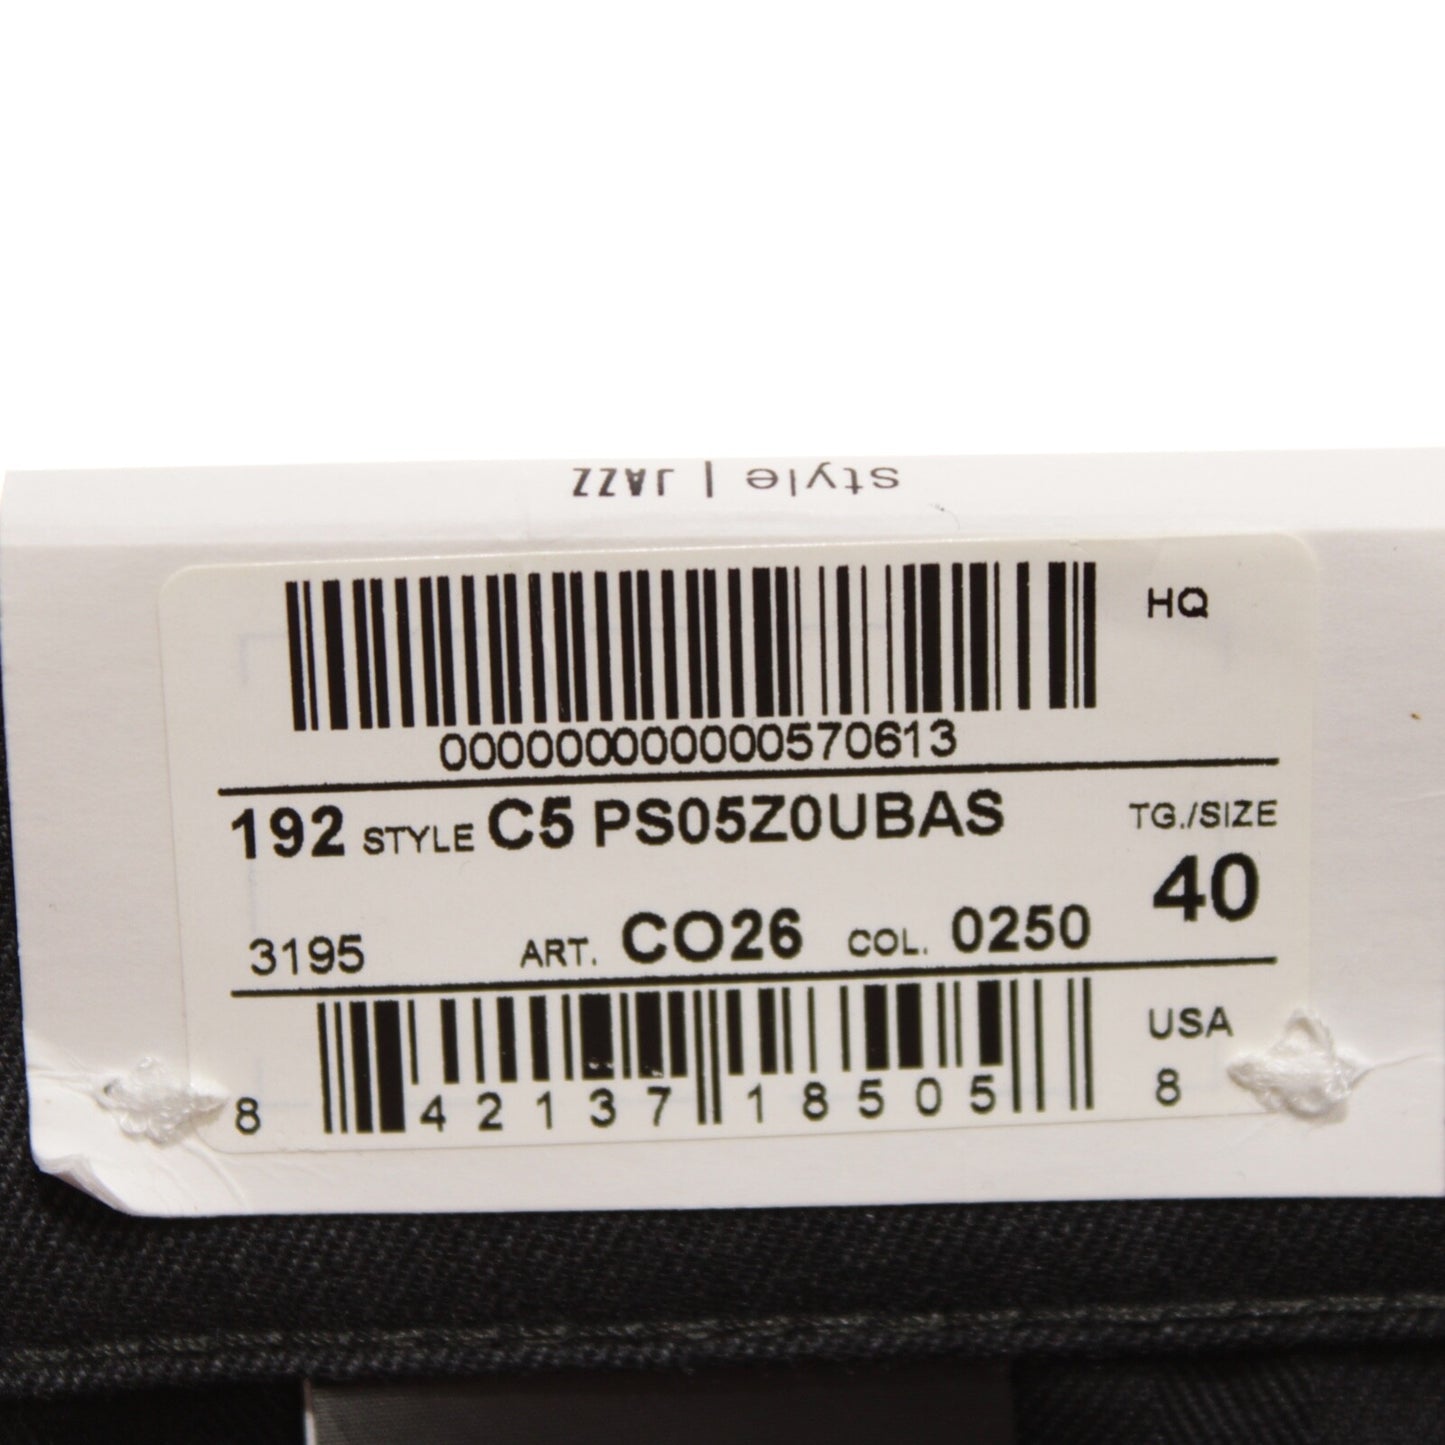 style | JAZZ
HQ
000000000000570613
192 STYLE C5 PS05Z0UBAS
TG./SIZE
40
3195 ART. CO26 COL. 0250
USA
8 42137 18505 8